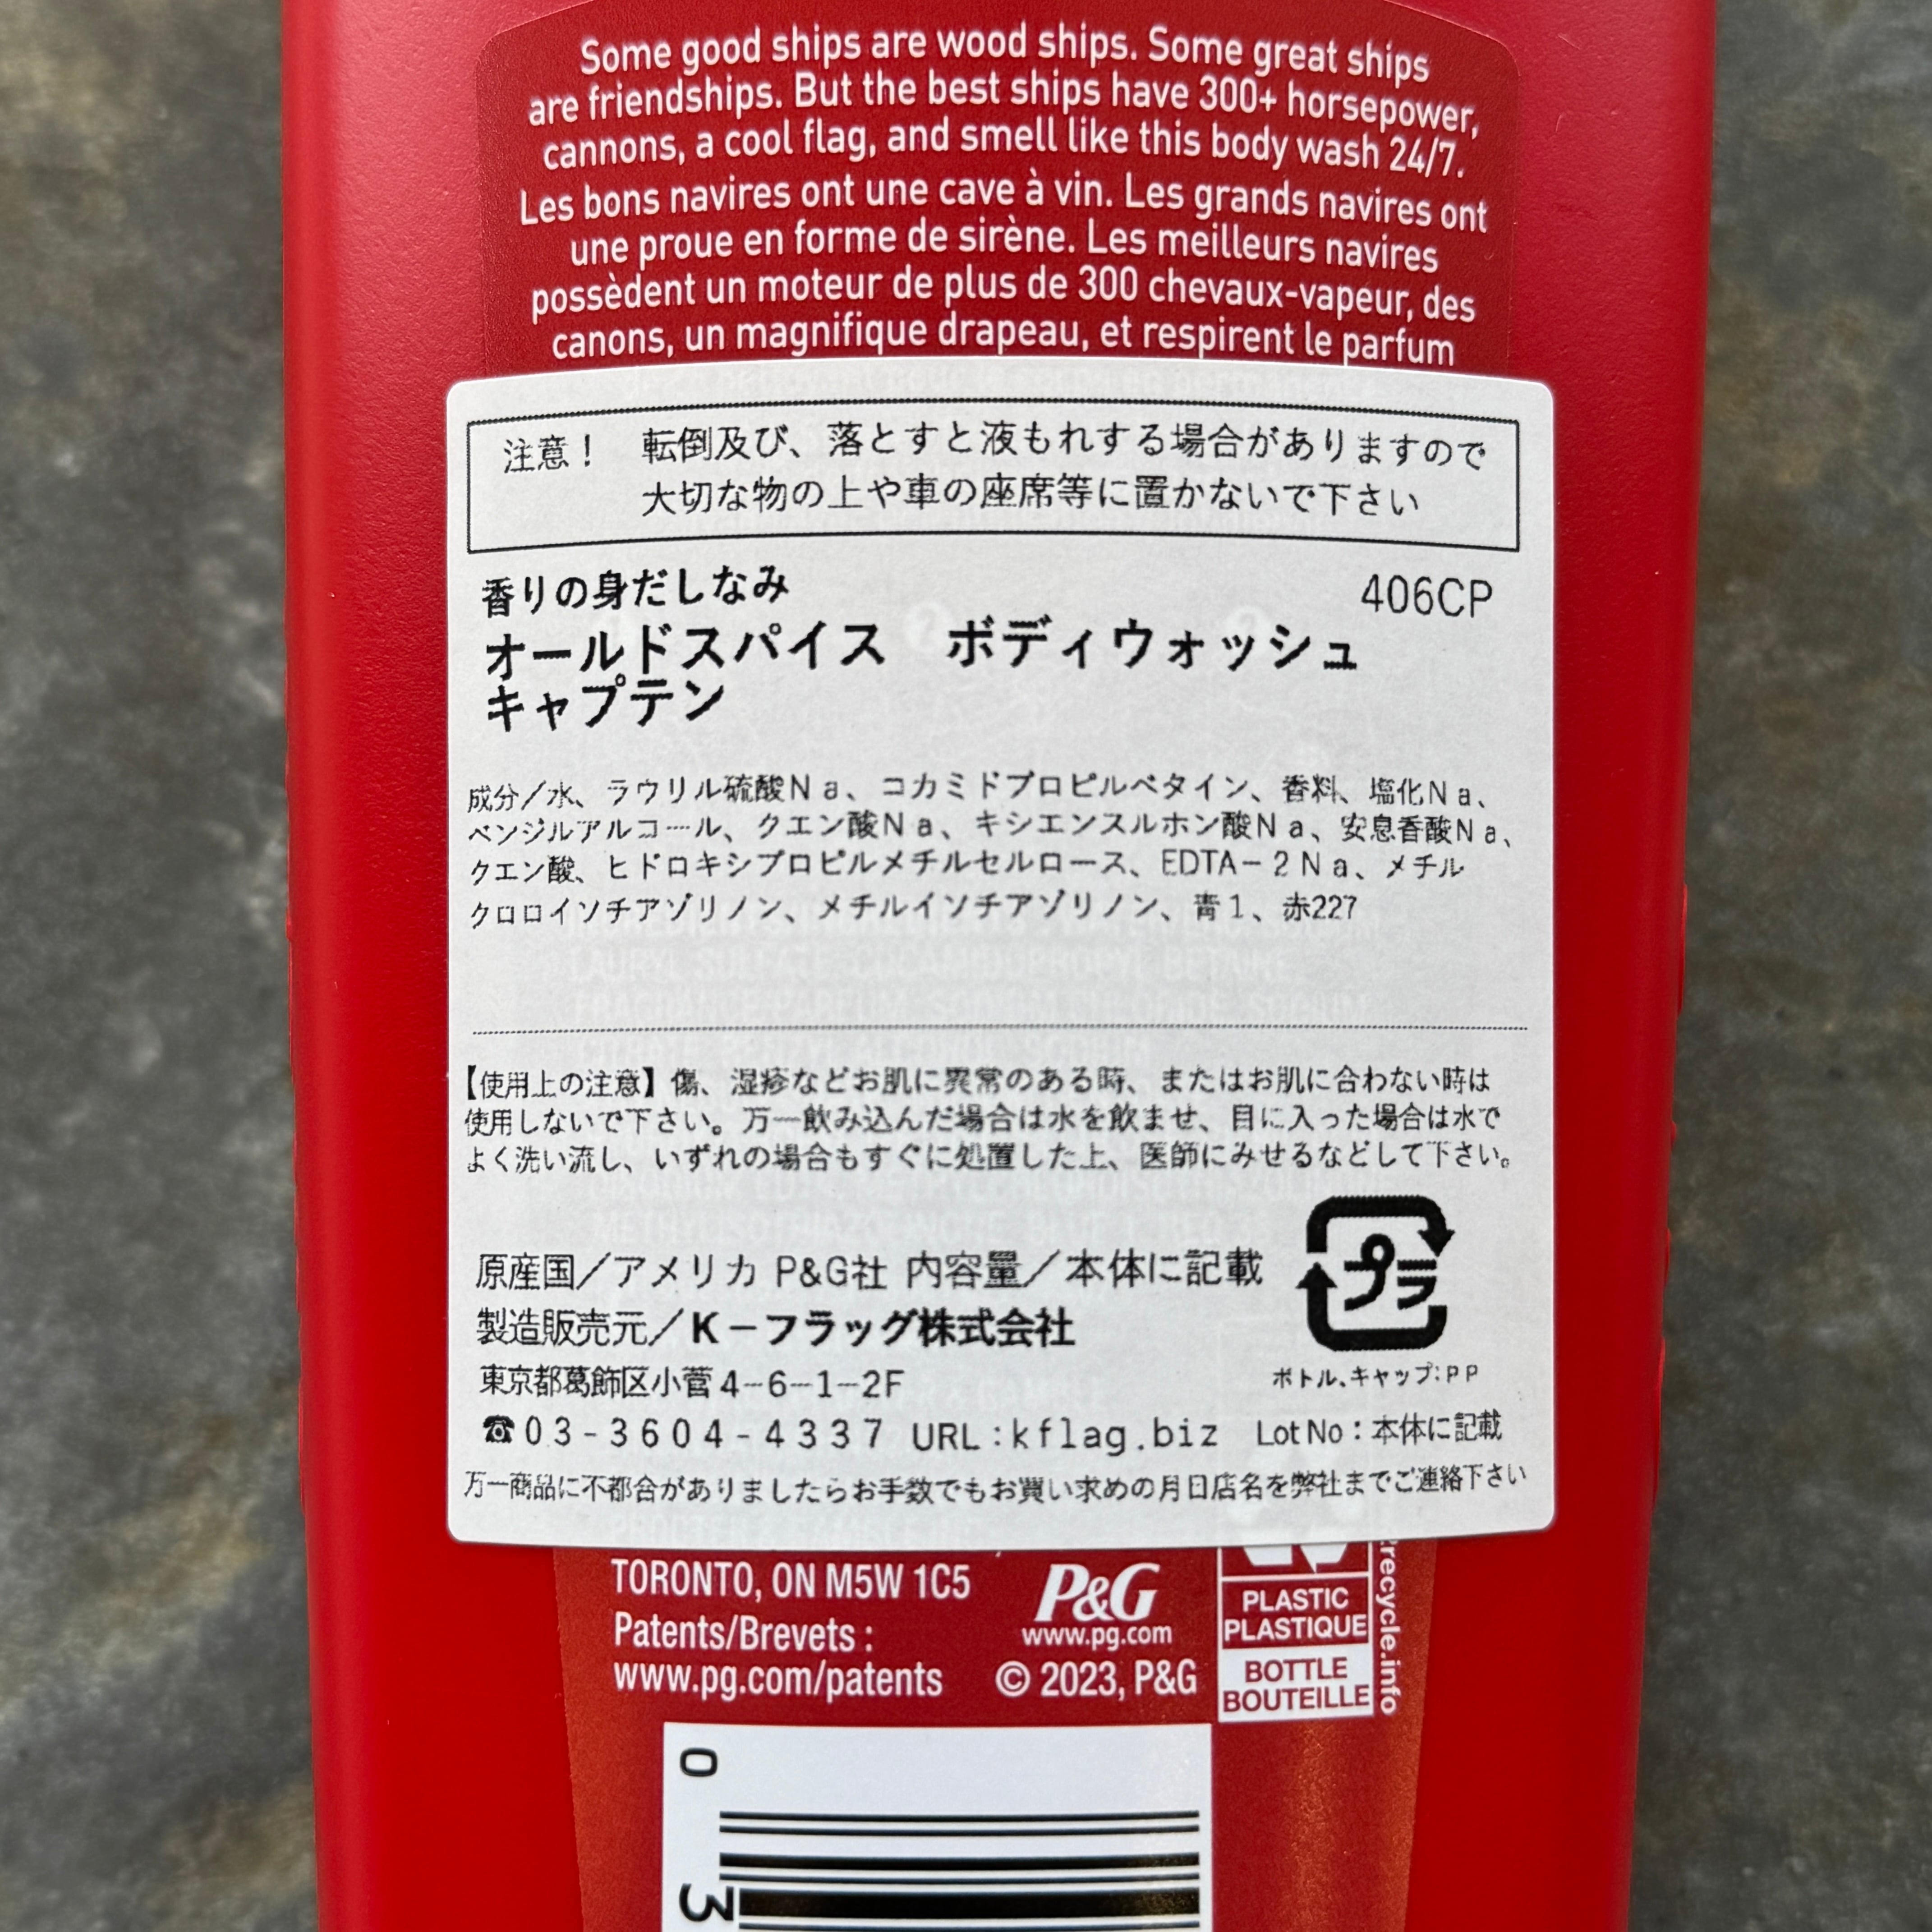 Some good ships are wood ships. Some great ships
are friendships. But the best ships have 300+ horsepower,
cannons, a cool flag, and smell like this body wash 24/7.
Les bons navires ont une cave à vin. Les grands navires ont
une proue en forme de sirène. Les meilleurs navires
possèdent un moteur de plus de 300 chevaux-vapeur, des
canons, un magnifique drapeau, et respirent le parfum
注意！ 転倒及び、落とすと液もれする場合がありますので
大切な物の上や車の座席等に置かないで下さい
香りの身だしなみ 406CP
オールドスパイス ボディウォッシュ
キャプテン
成分／水、ラウリル硫酸Ｎａ、コカミドプロピルベタイン、香料、塩化Ｎａ、
ベンジルアルコール、クエン酸Ｎａ、キシエンスルホン酸Ｎａ、安息香酸Ｎａ、
クエン酸、ヒドロキシプロピルメチルセルロース、EDTA－２Ｎａ、メチル
クロロイソチアゾリノン、メチルイソチアゾリノン、青１、赤227
【使用上の注意】傷、湿疹などお肌に異常のある時、またはお肌に合わない時は
使用しないで下さい。万一飲み込んだ場合は水を飲ませ、目に入った場合は水で
よく洗い流し、いずれの場合もすぐに処置した上、医師にみせるなどして下さい。
原産国／アメリカ P&G社 内容量／本体に記載
製造販売元／K－フラッグ株式会社
東京都葛飾区小菅4-6-1-2F
☎03-3604-4337 URL:kflag.biz Lot No：本体に記載
プラ
ボトル、キャップ:PP
万一商品に不都合がありましたらお手数でもお買い求めの月日店名を弊社までご連絡下さい
TORONTO, ON M5W 1C5
Patents/Brevets :
www.pg.com/patents
P&G
www.pg.com
© 2023, P&G
PLASTIC
PLASTIQUE
BOTTLE
BOUTEILLE
recycle.info
0
3